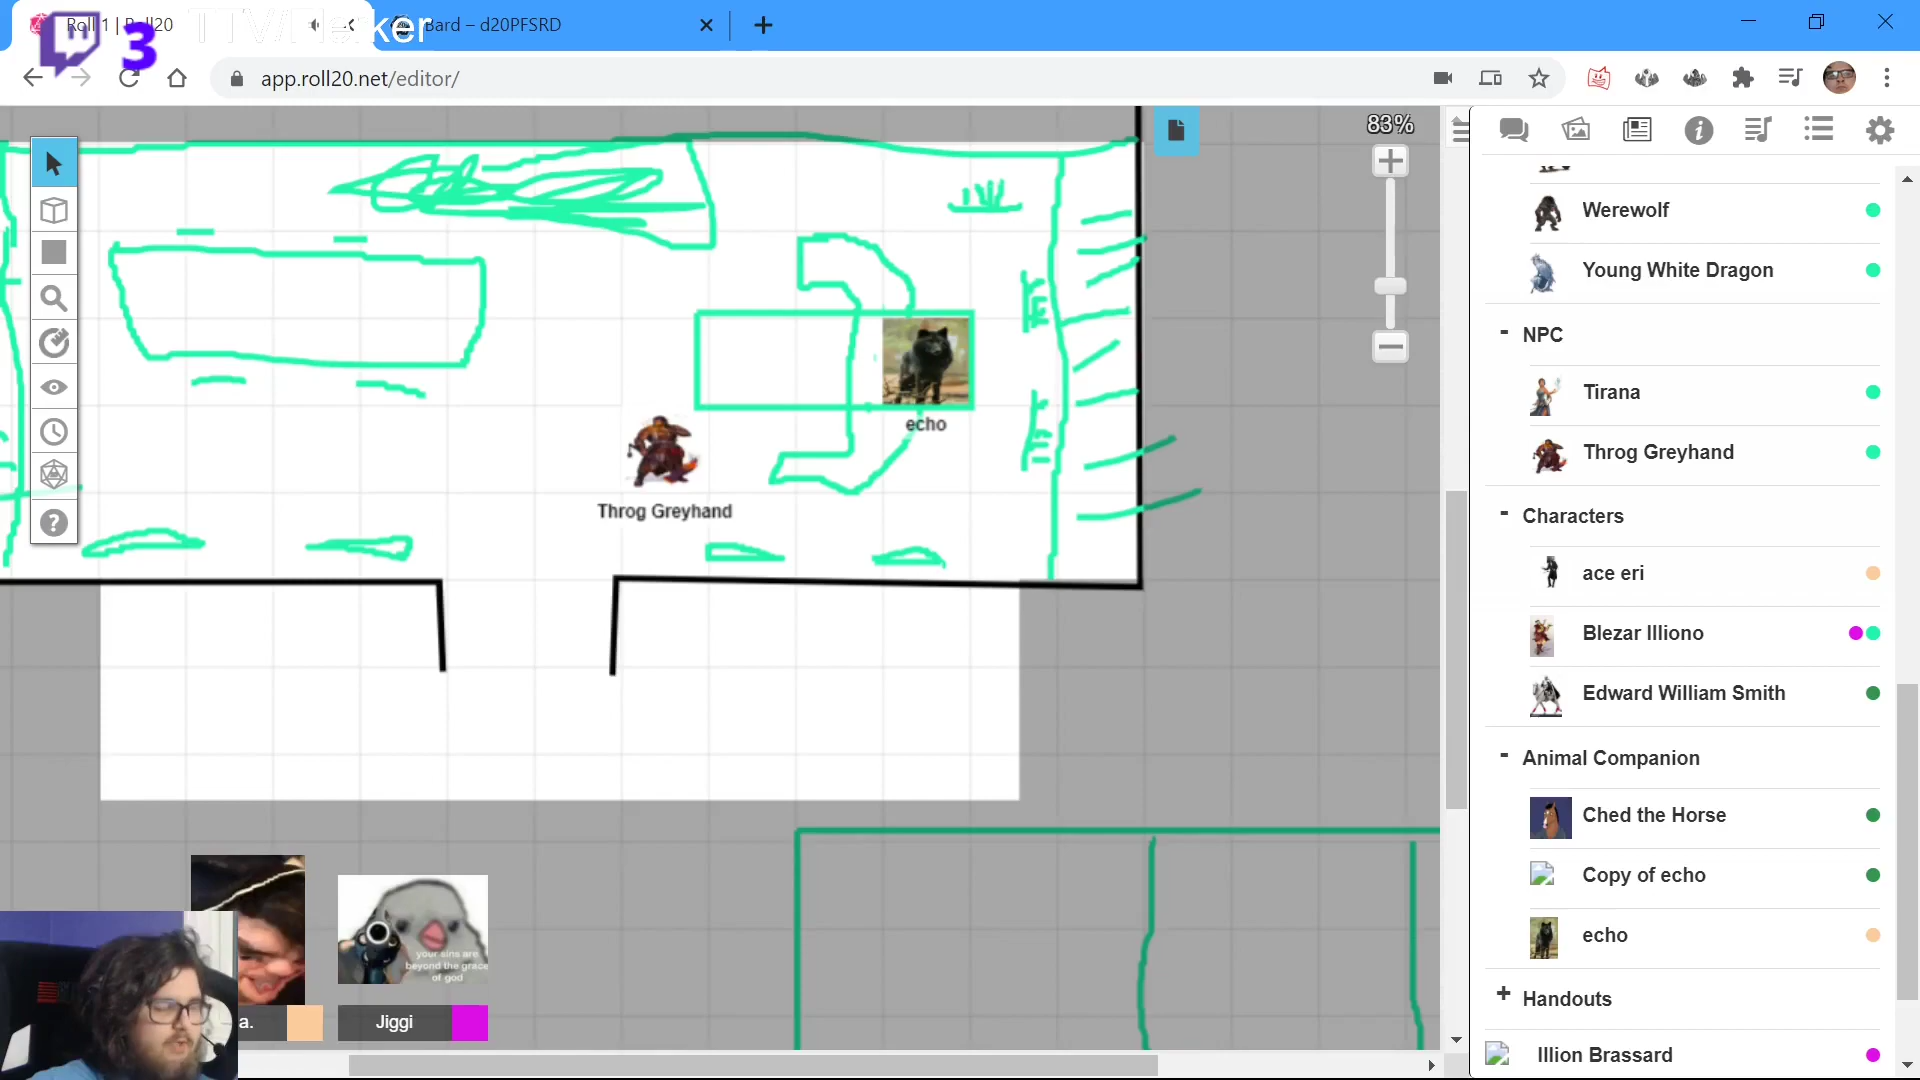 Roll 1 | Roll20
Bard – d20PFSRD
3
app.roll20.net/editor/
83%
Werewolf
Young White Dragon
NPC
Tirana
Throg Greyhand
echo
Throg Greyhand
Characters
ace eri
Blezar Illiono
Edward William Smith
Animal Companion
Ched the Horse
Copy of echo
echo
Handouts
Illion Brassard
your sins are
beyond the grace
of god
a.
Jiggi